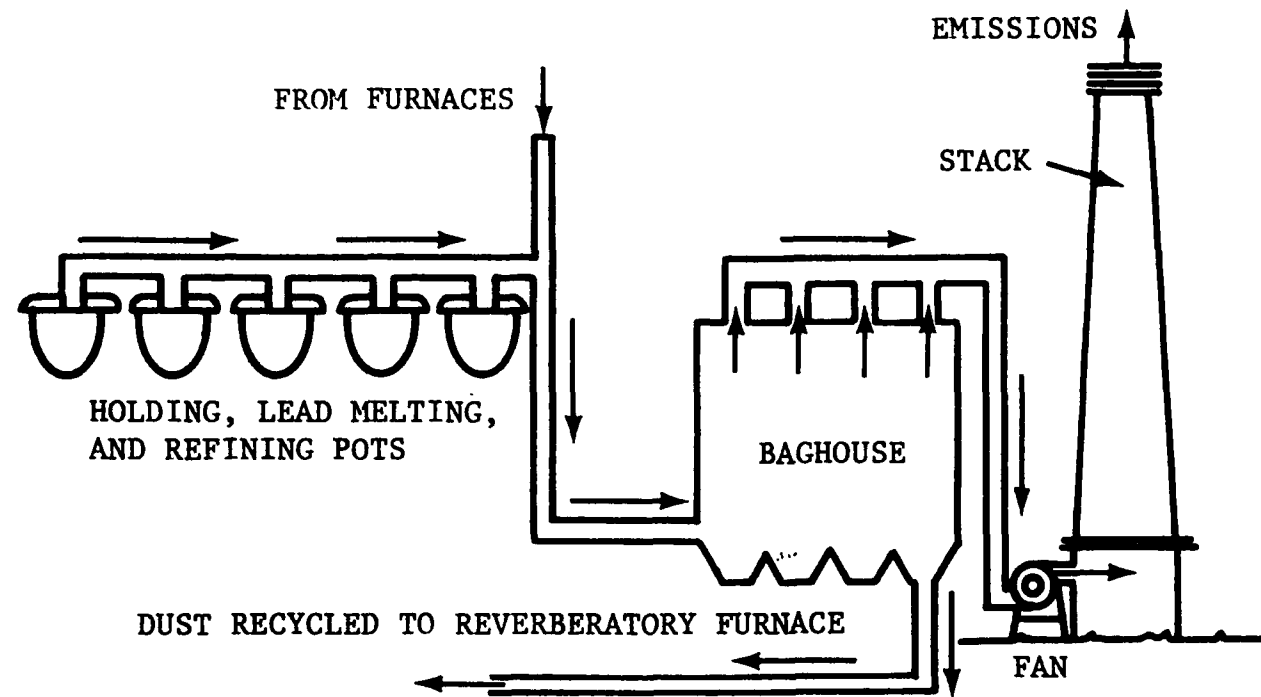 EMISSIONS
FROM FURNACES
STACK
HOLDING, LEAD MELTING,
AND REFINING POTS
BAGHOUSE
DUST RECYCLED TO REVERBERATORY FURNACE
FAN